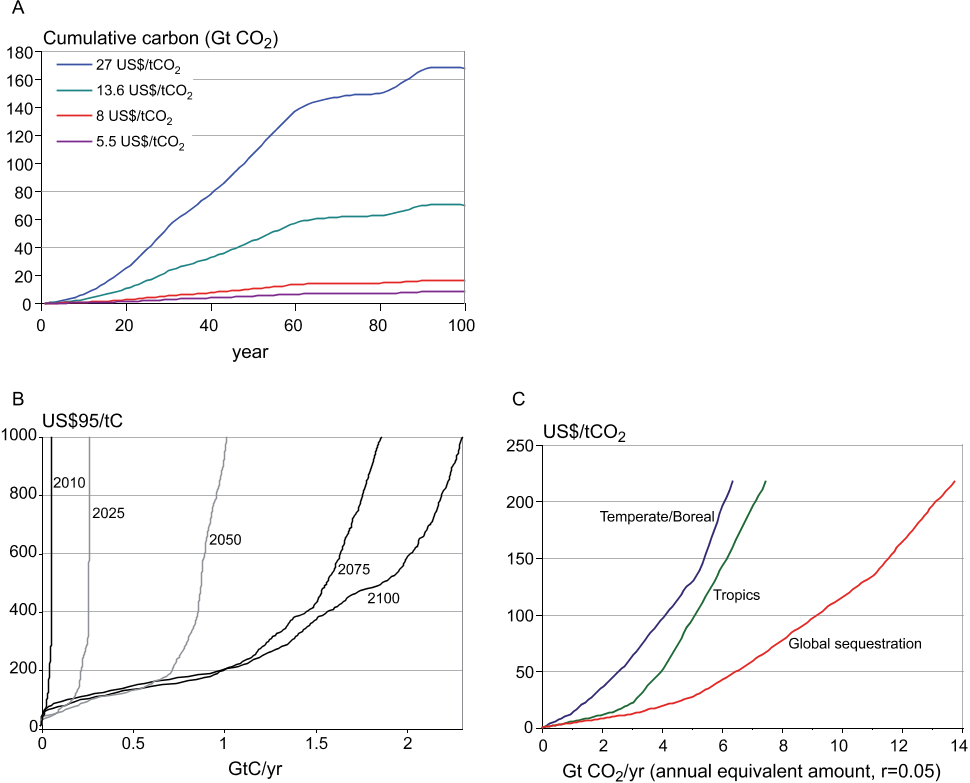 A
Cumulative carbon (Gt CO₂)
180
160
140
120
100
80
60
40
20
0
27 US$/tCO₂
13.6 US$/tCO₂
8 US$/tCO₂
5.5 US$/tCO₂
0 20 40 60 80 100
year
B
US$95/tC
1000
800
600
400
200
0
2010
2025
2050
2075
2100
0 0.5 1 1.5 2
GtC/yr
C
US$/tCO₂
250
200
150
100
50
0
Temperate/Boreal
Tropics
Global sequestration
0 2 4 6 8 10 12 14
Gt CO₂/yr (annual equivalent amount, r=0.05)